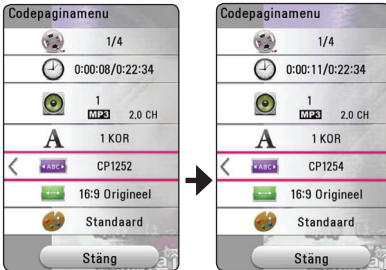 Codepaginamenu
1/4
0:00:08/0:22:34
1
MP3 2,0 CH
A 1 KOR
ABC CP1252
16:9 Origineel
Standaard
Stäng
Codepaginamenu
1/4
0:00:11/0:22:34
1
MP3 2,0 CH
A 1 KOR
ABC CP1254
16:9 Origineel
Standaard
Stäng